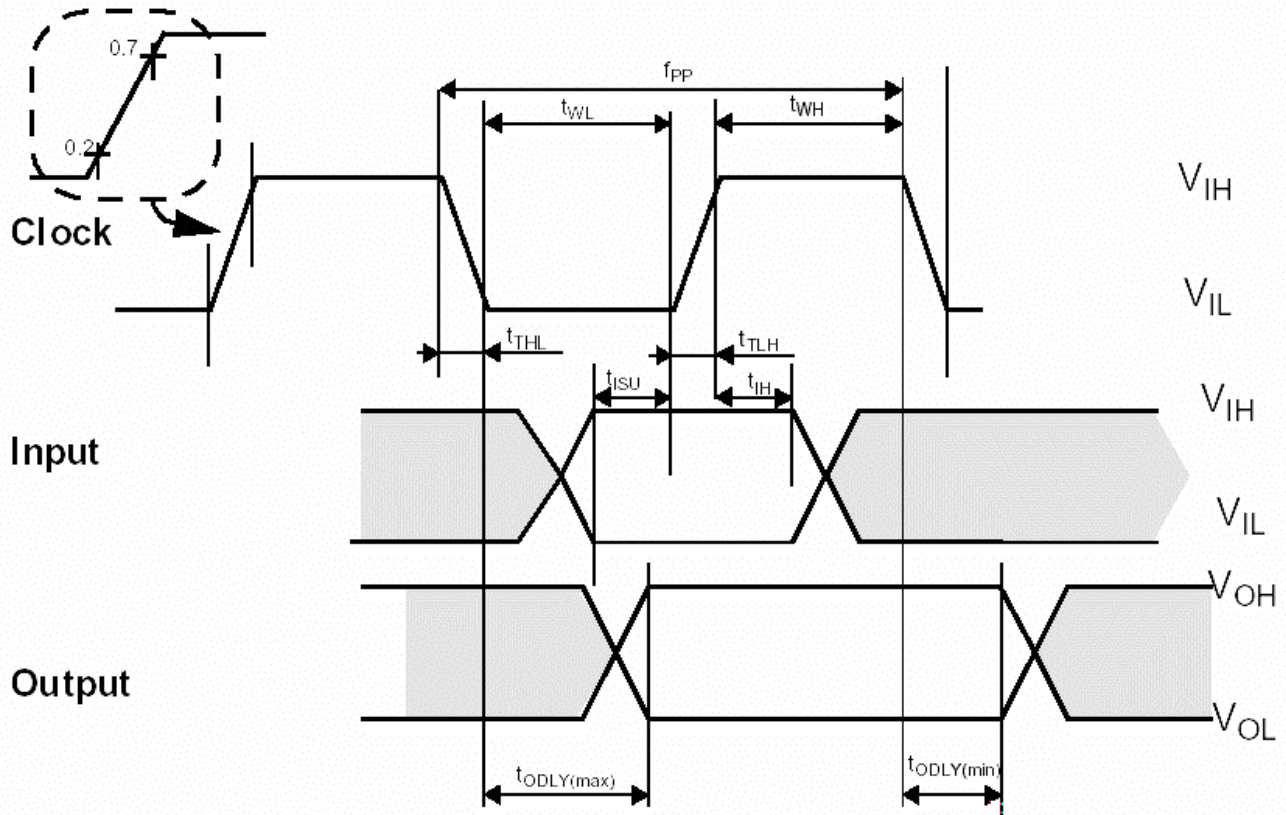 0.7
0.2
fPP
tWL
tWH
VIH
Clock
VIL
tTHL
tTLH
tISU
tIH
VIH
Input
VIL
VOH
Output
VOL
tODLY(max)
tODLY(min)